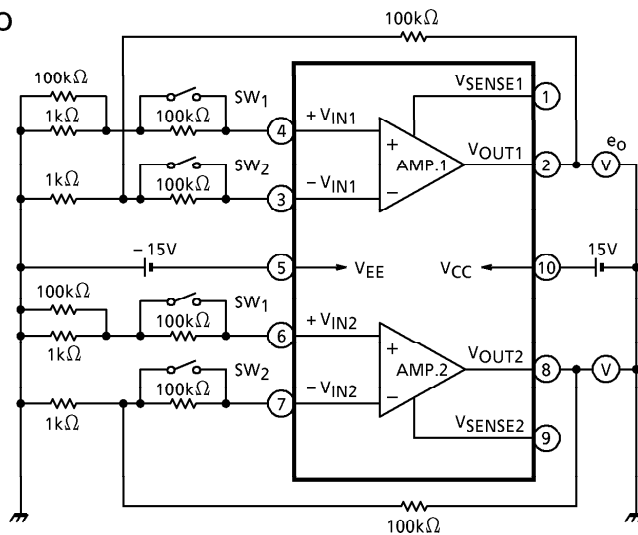 O
100kΩ
100kΩ
1kΩ
SW1
100kΩ
4
+VIN1
VSENSE1
1
AMP.1
+
−
VOUT1
2
eo
V
SW2
1kΩ
100kΩ
3
−VIN1
−15V
5
VEE
VCC
10
15V
100kΩ
1kΩ
SW1
100kΩ
6
+VIN2
+
AMP.2
−
VOUT2
8
V
SW2
1kΩ
100kΩ
7
−VIN2
VSENSE2
9
100kΩ